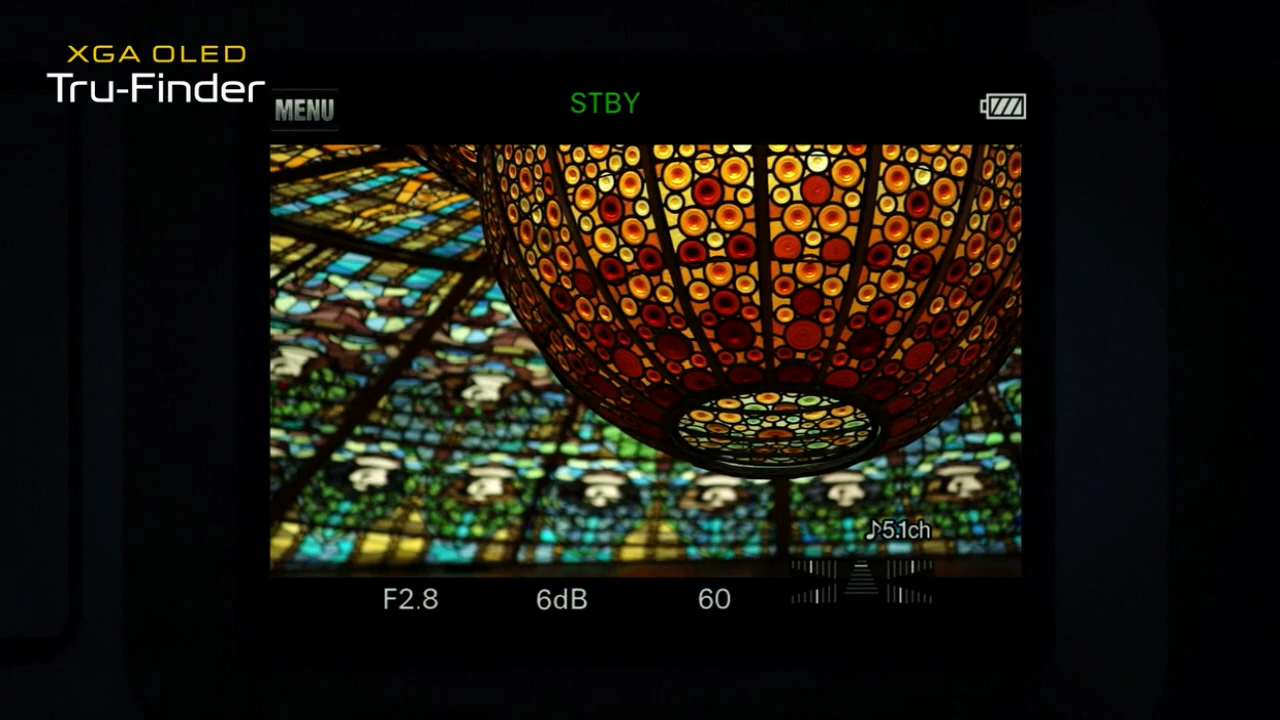 XGA OLED
Tru-Finder
MENU
STBY
♪5.1ch
F2.8
6dB
60